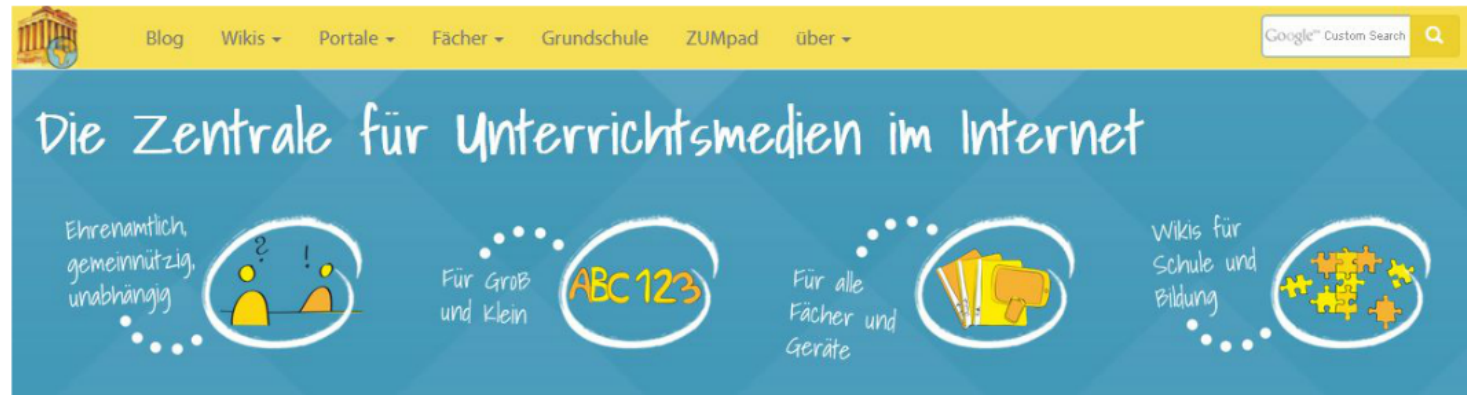 Blog Wikis Portale Fächer Grundschule ZUMpad über Google™ Custom Search
Die Zentrale für Unterrichtsmedien im Internet
Ehrenamtlich,
gemeinnützig,
unabhängig
? !
Für Groß
und Klein
ABC 123
Für alle
Fächer und
Geräte
Wikis für
Schule und
Bildung